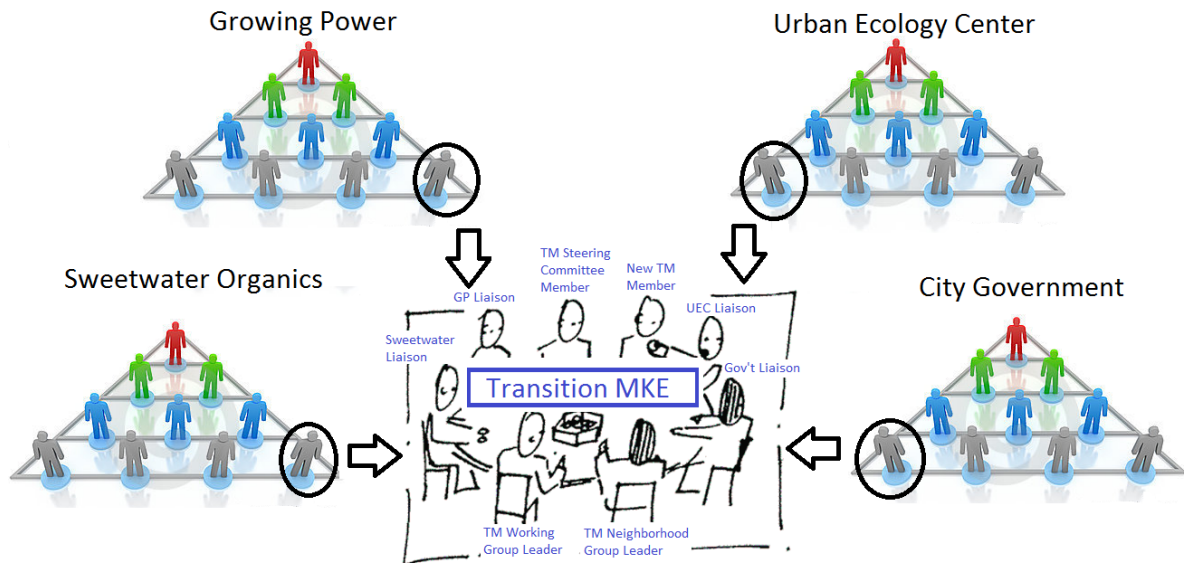 Growing Power
Urban Ecology Center
Sweetwater Organics
City Government
TM Steering
Committee
Member
New TM
Member
GP Liaison
UEC Liaison
Sweetwater
Liaison
Gov't Liaison
Transition MKE
TM Working
Group Leader
TM Neighborhood
Group Leader